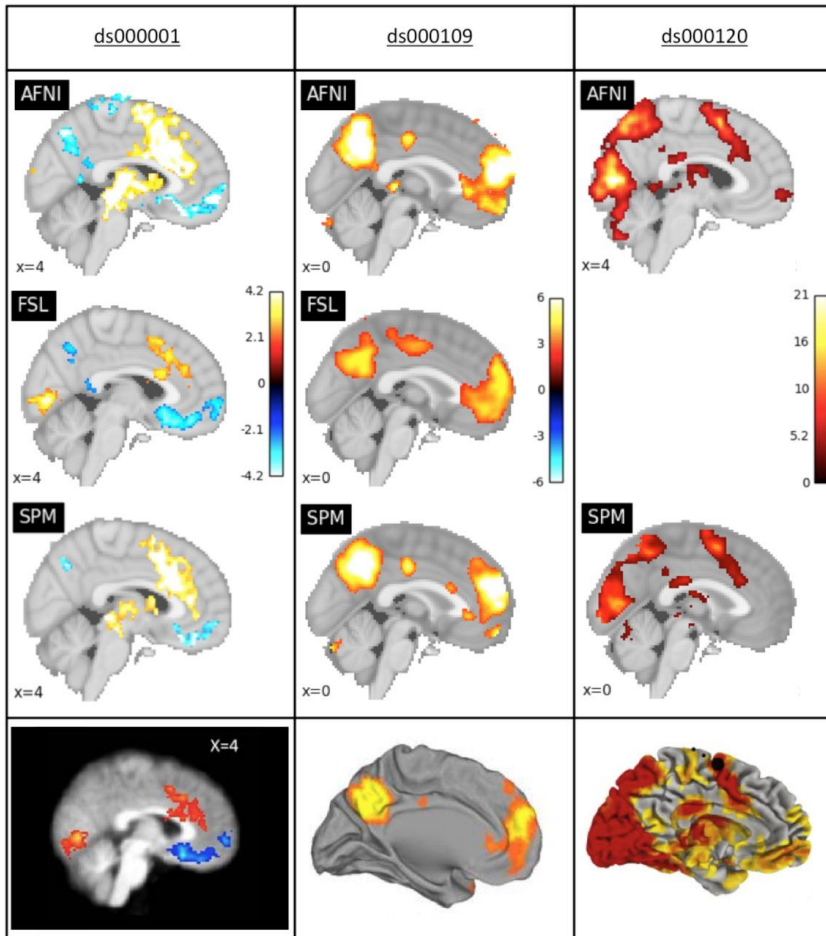 ds000001 ds000109 ds000120
AFNI AFNI AFNI
x=4 x=0 x=4
FSL FSL
4.2 6 21
2.1 3 16
0 0 10
-2.1 -3 5.2
-4.2 -6 0
x=4 x=0
SPM SPM SPM
x=4 x=0 x=0
X=4